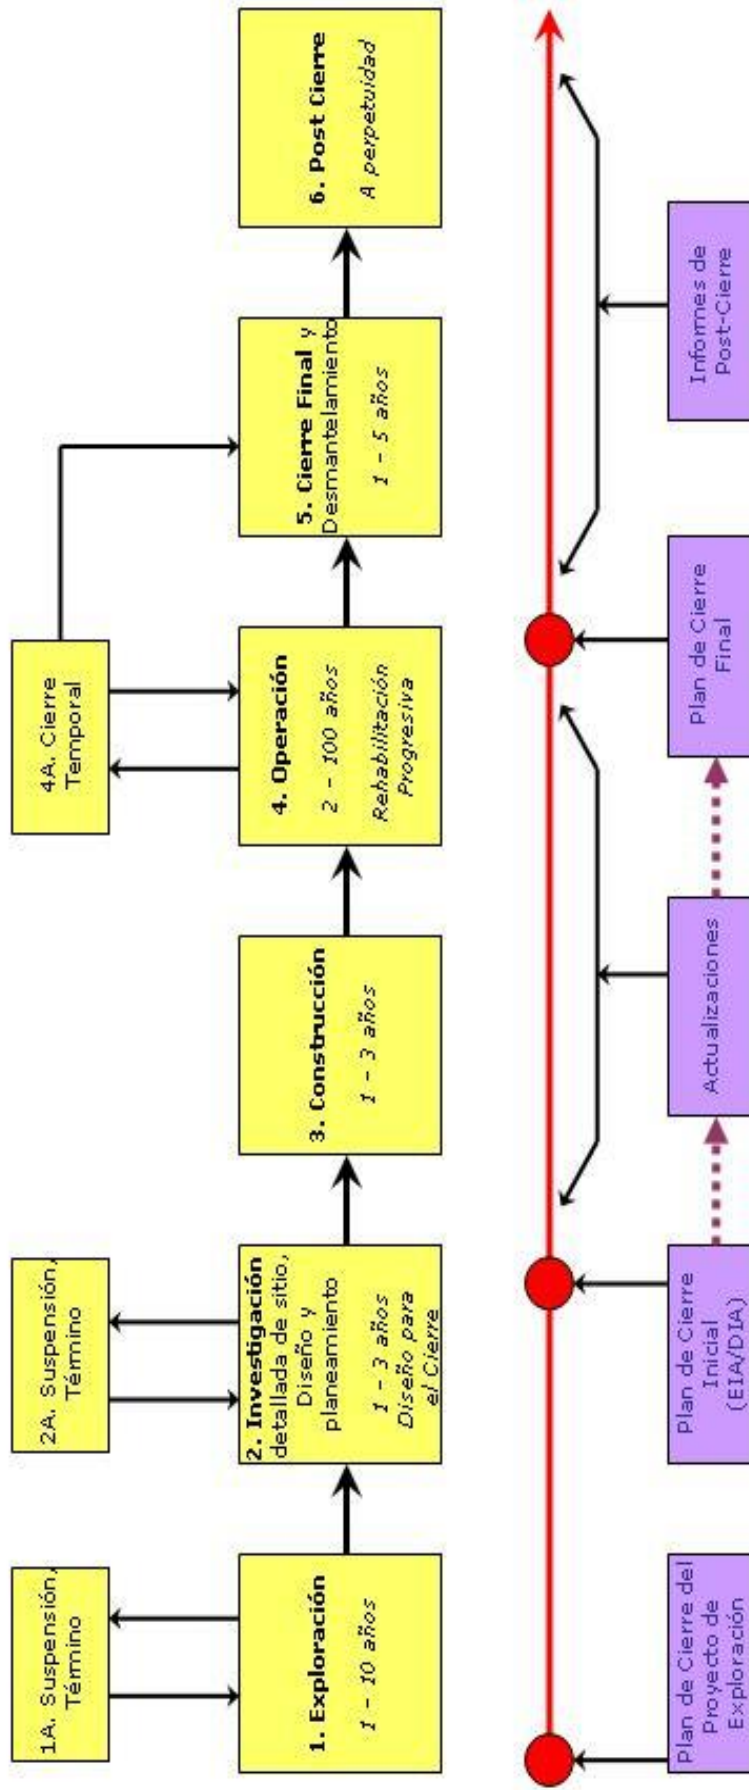 1A. Suspensión,
Término
2A. Suspensión,
Término
4A. Cierre
Temporal
1. Exploración
1 - 10 años
2. Investigación
detallada de sitio,
Diseño y
planeamiento
1 - 3 años
Diseño para
el Cierre
3. Construcción
1 - 3 años
4. Operación
2 - 100 años
Rehabilitación
Progresiva
5. Cierre Final y
Desmantelamiento
1 - 5 años
6. Post Cierre
A perpetuidad
Plan de Cierre del
Proyecto de
Exploración
Plan de Cierre
Inicial
(EIA/DIA)
Actualizaciones
Plan de Cierre
Final
Informes de
Post-Cierre